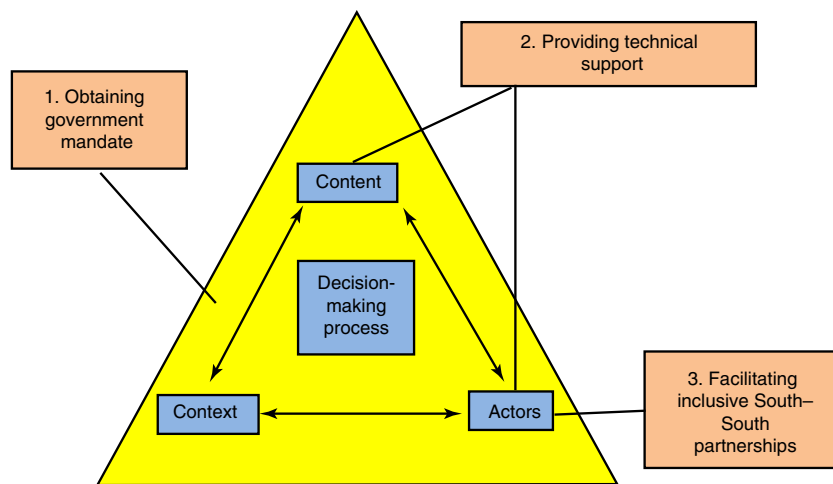 1. Obtaining
government
mandate
2. Providing technical
support
Content
Decision-
making
process
Context
Actors
3. Facilitating
inclusive South–
South
partnerships